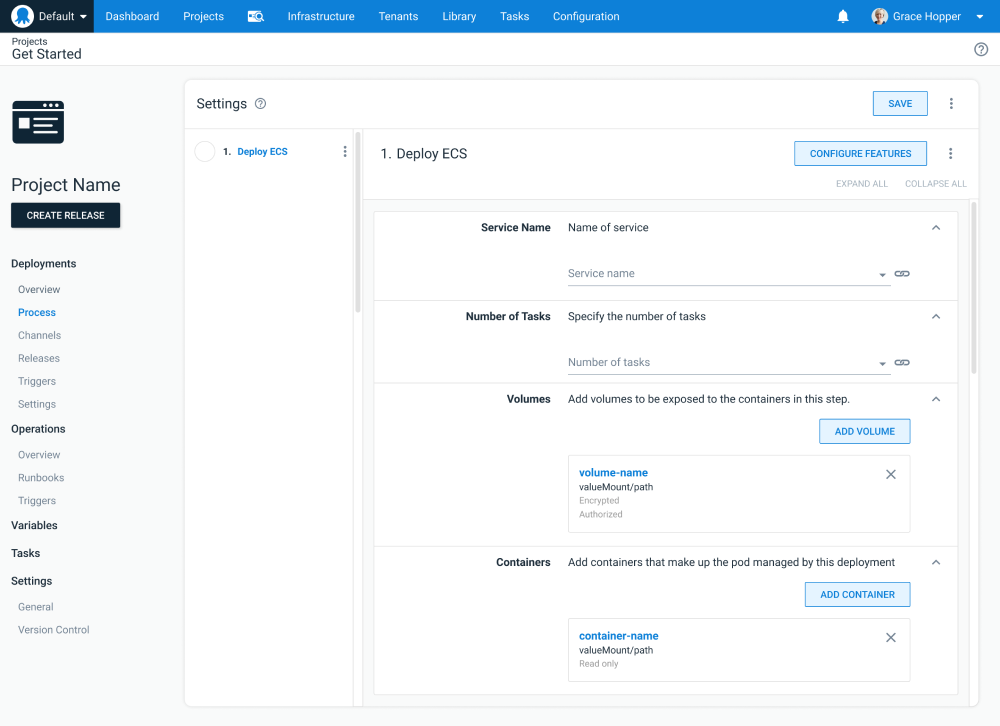 Default Dashboard Projects Infrastructure Tenants Library Tasks Configuration Grace Hopper
Projects
Get Started
Project Name
CREATE RELEASE
Deployments
Overview
Process
Channels
Releases
Triggers
Settings
Operations
Overview
Runbooks
Triggers
Variables
Tasks
Settings
General
Version Control
Settings
SAVE
1. Deploy ECS
1. Deploy ECS
CONFIGURE FEATURES
EXPAND ALL COLLAPSE ALL
Service Name Name of service
Service name
Number of Tasks Specify the number of tasks
Number of tasks
Volumes Add volumes to be exposed to the containers in this step.
ADD VOLUME
volume-name
valueMount/path
Encrypted
Authorized
Containers Add containers that make up the pod managed by this deployment
ADD CONTAINER
container-name
valueMount/path
Read only